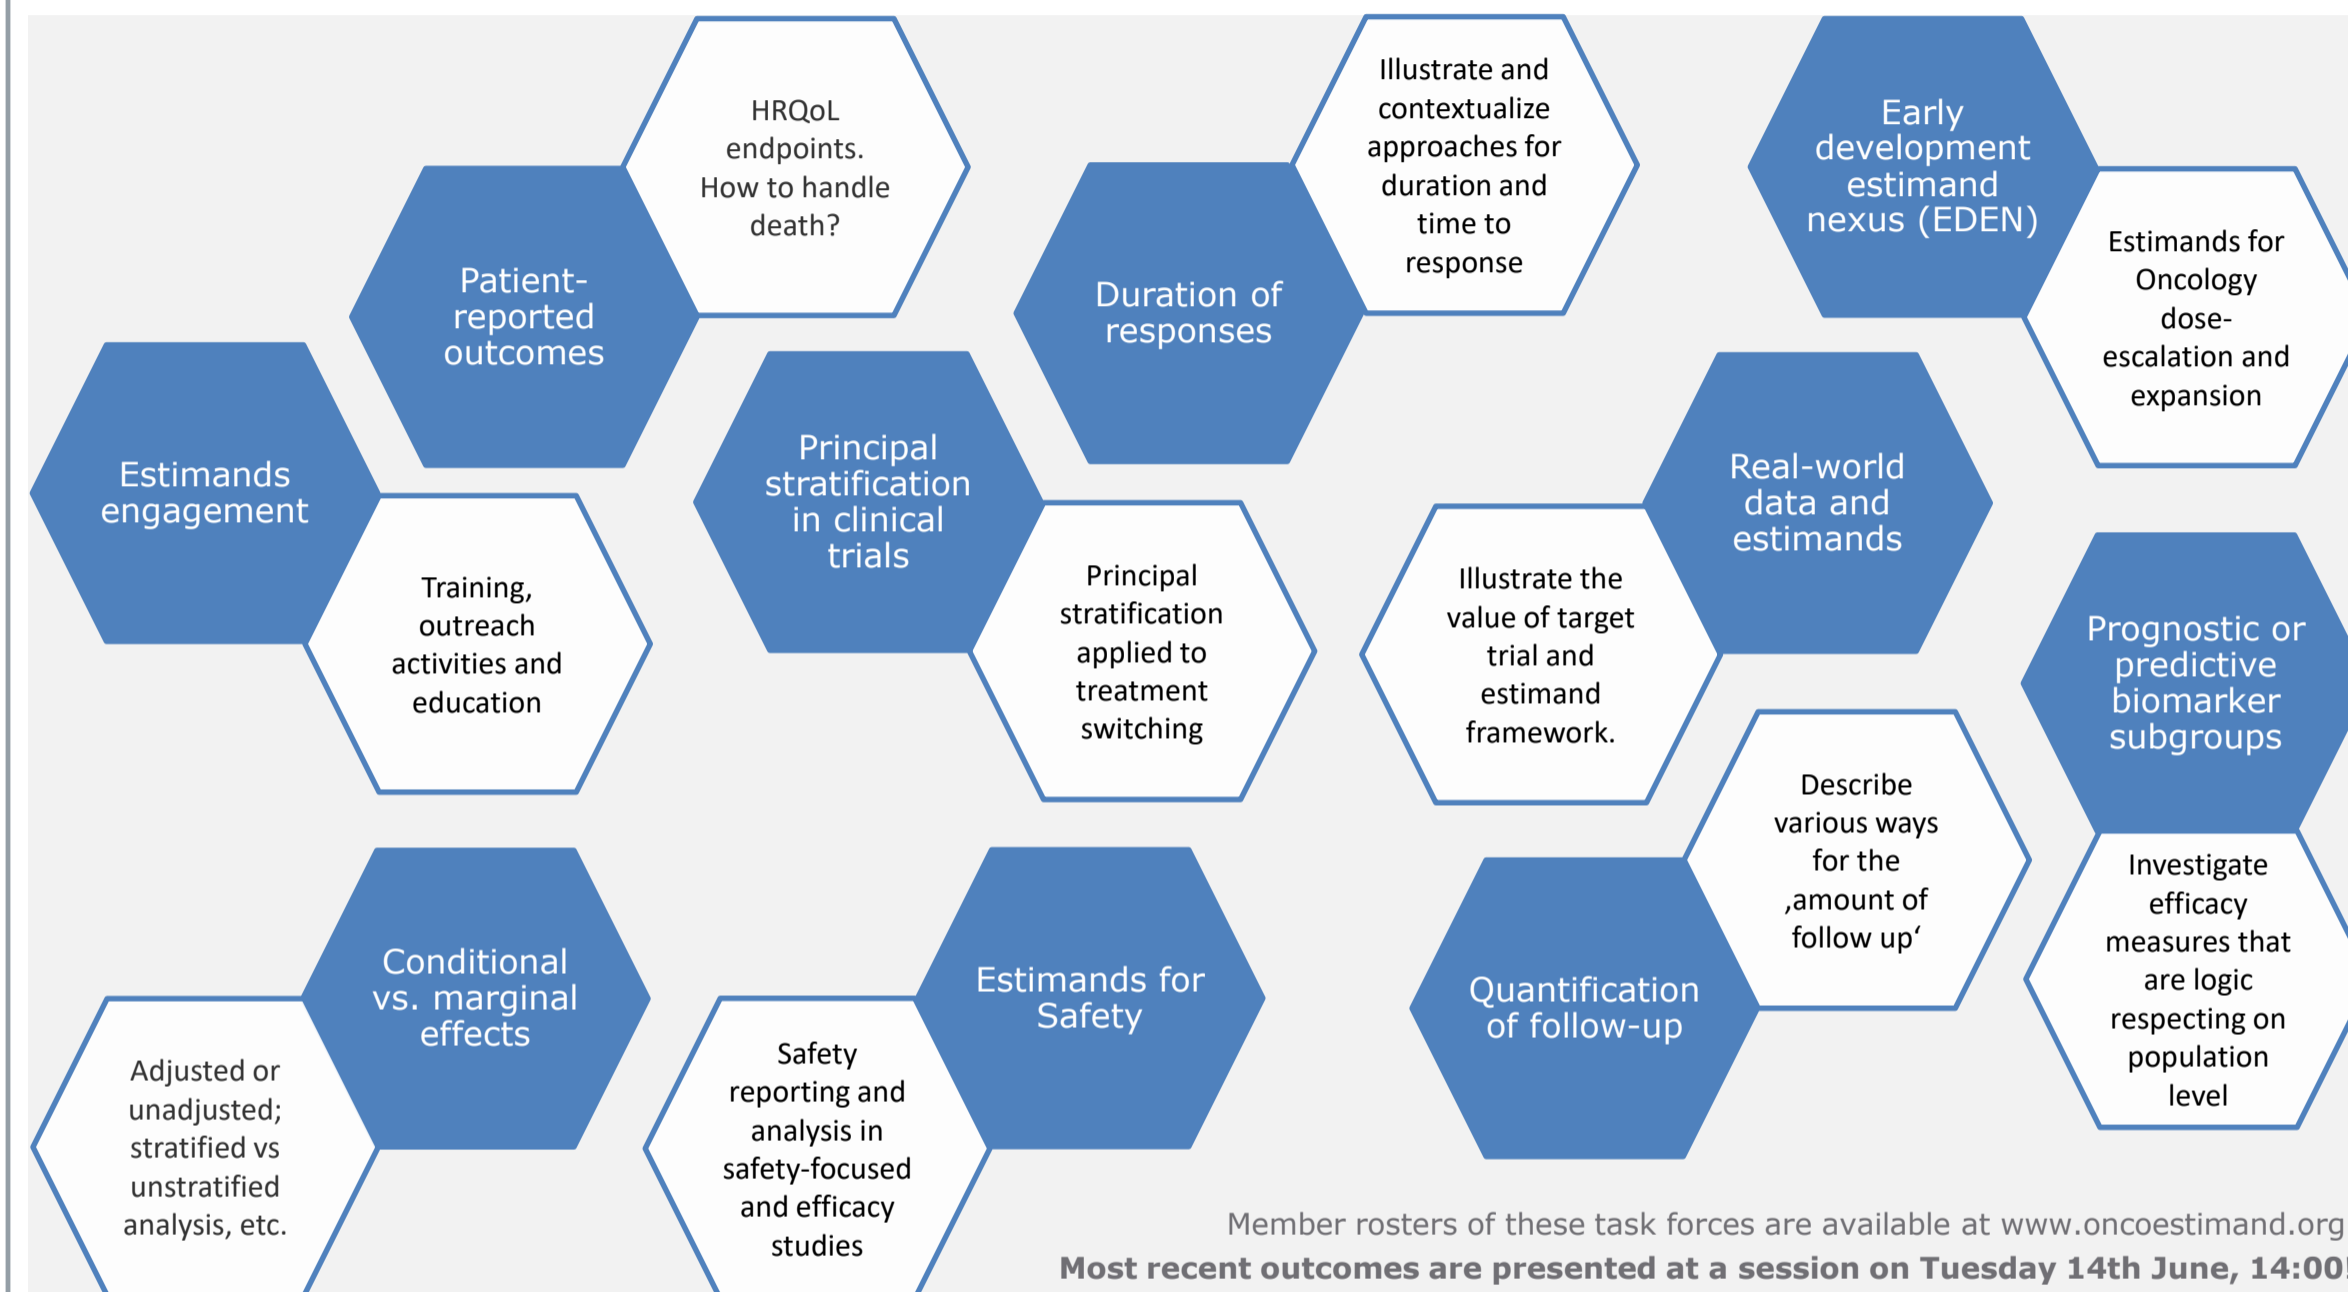 HRQoL
endpoints.
How to handle
death?
Patient-
reported
outcomes
Illustrate and
contextualize
approaches for
duration and
time to
response
Duration of
responses
Early
development
estimand
nexus (EDEN)
Estimands for
Oncology
dose-
escalation and
expansion
Estimands
engagement
Training,
outreach
activities and
education
Principal
stratification
in clinical
trials
Principal
stratification
applied to
treatment
switching
Real-world
data and
estimands
Illustrate the
value of target
trial and
estimand
framework.
Prognostic or
predictive
biomarker
subgroups
Investigate
efficacy
measures that
are logic
respecting on
population
level
Conditional
vs. marginal
effects
Adjusted or
unadjusted;
stratified vs
unstratified
analysis, etc.
Estimands for
Safety
Safety
reporting and
analysis in
safety-focused
and efficacy
studies
Describe
various ways
for the
‚amount of
follow up‘
Quantification
of follow-up
Member rosters of these task forces are available at www.oncoestimand.org
Most recent outcomes are presented at a session on Tuesday 14th June, 14:00!